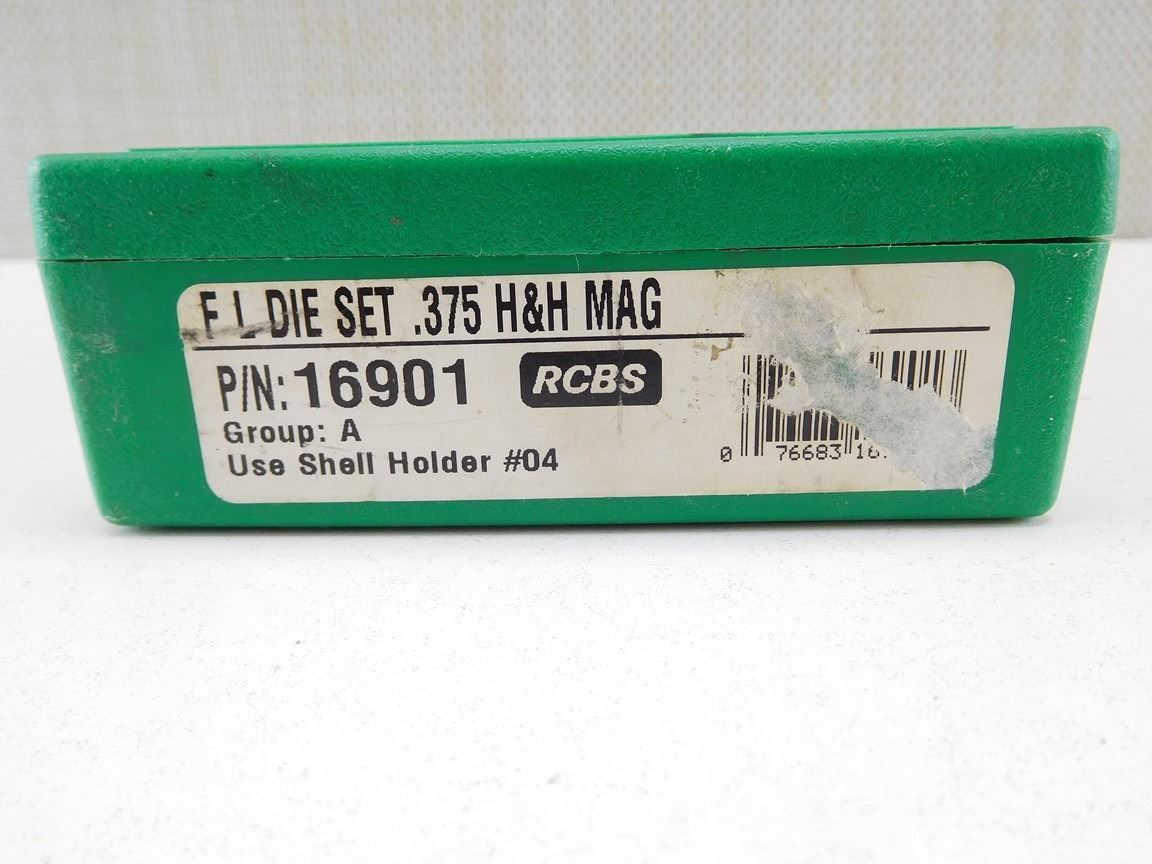 F L DIE SET .375 H&H MAG
P/N: 16901 RCBS
Group: A
Use Shell Holder #04
0 76683 16